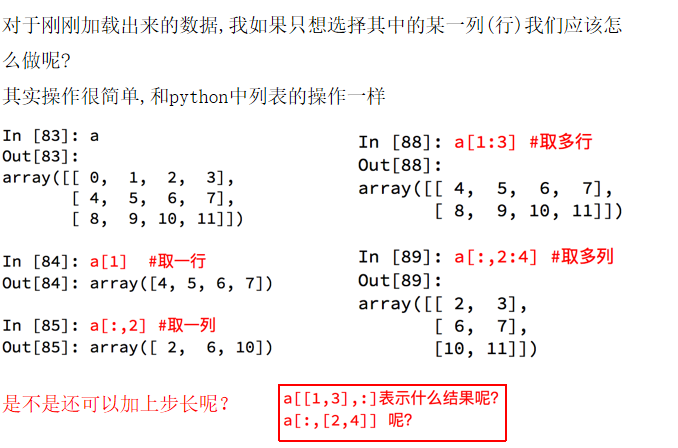 对于刚刚加载出来的数据,我如果只想选择其中的某一列(行)我们应该怎
么做呢?
其实操作很简单,和python中列表的操作一样
In [83]: a
Out[83]:
array([[ 0,  1,  2,  3],
       [ 4,  5,  6,  7],
       [ 8,  9, 10, 11]])
In [84]: a[1]  #取一行
Out[84]: array([4, 5, 6, 7])
In [85]: a[:,2] #取一列
Out[85]: array([ 2,  6, 10])
In [88]: a[1:3] #取多行
Out[88]:
array([[ 4,  5,  6,  7],
       [ 8,  9, 10, 11]])
In [89]: a[:,2:4] #取多列
Out[89]:
array([[ 2,  3],
       [ 6,  7],
       [10, 11]])
是不是还可以加上步长呢?
a[[1,3],:]表示什么结果呢?
a[:,[2,4]] 呢?